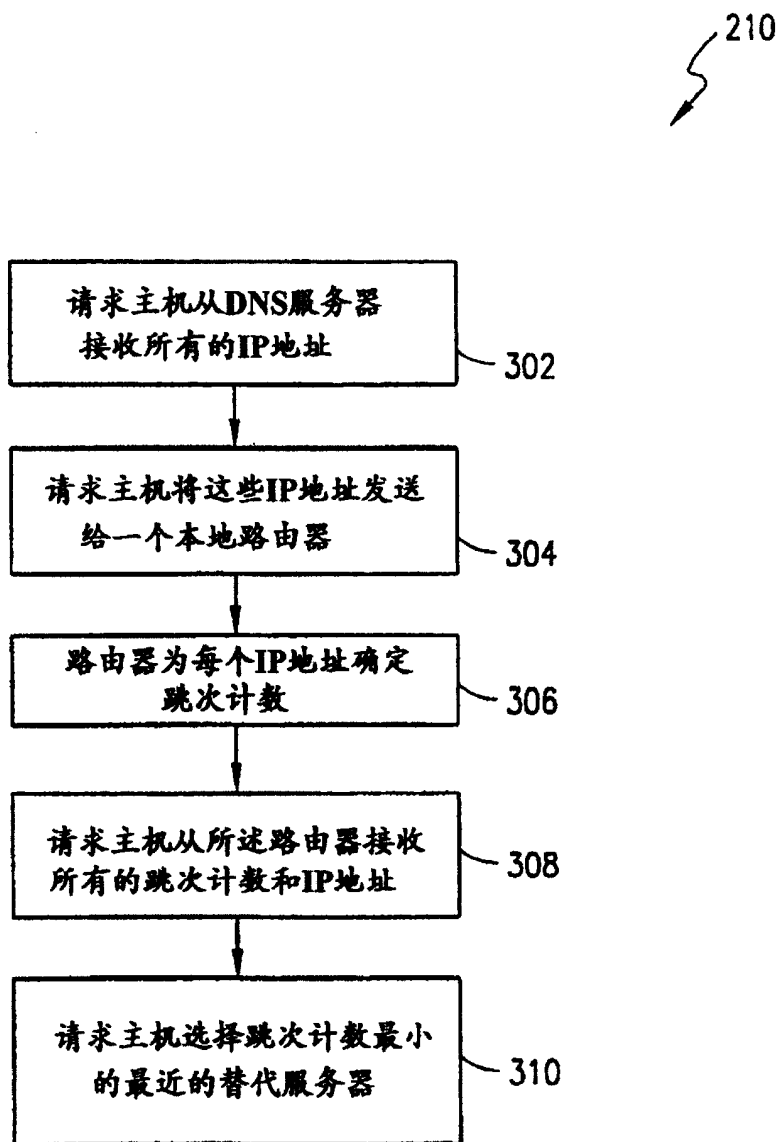 210
请求主机从DNS服务器
接收所有的IP地址
302
请求主机将这些IP地址发送
给一个本地路由器
304
路由器为每个IP地址确定
跳次计数
306
请求主机从所述路由器接收
所有的跳次计数和IP地址
308
请求主机选择跳次计数最小
的最近的替代服务器
310